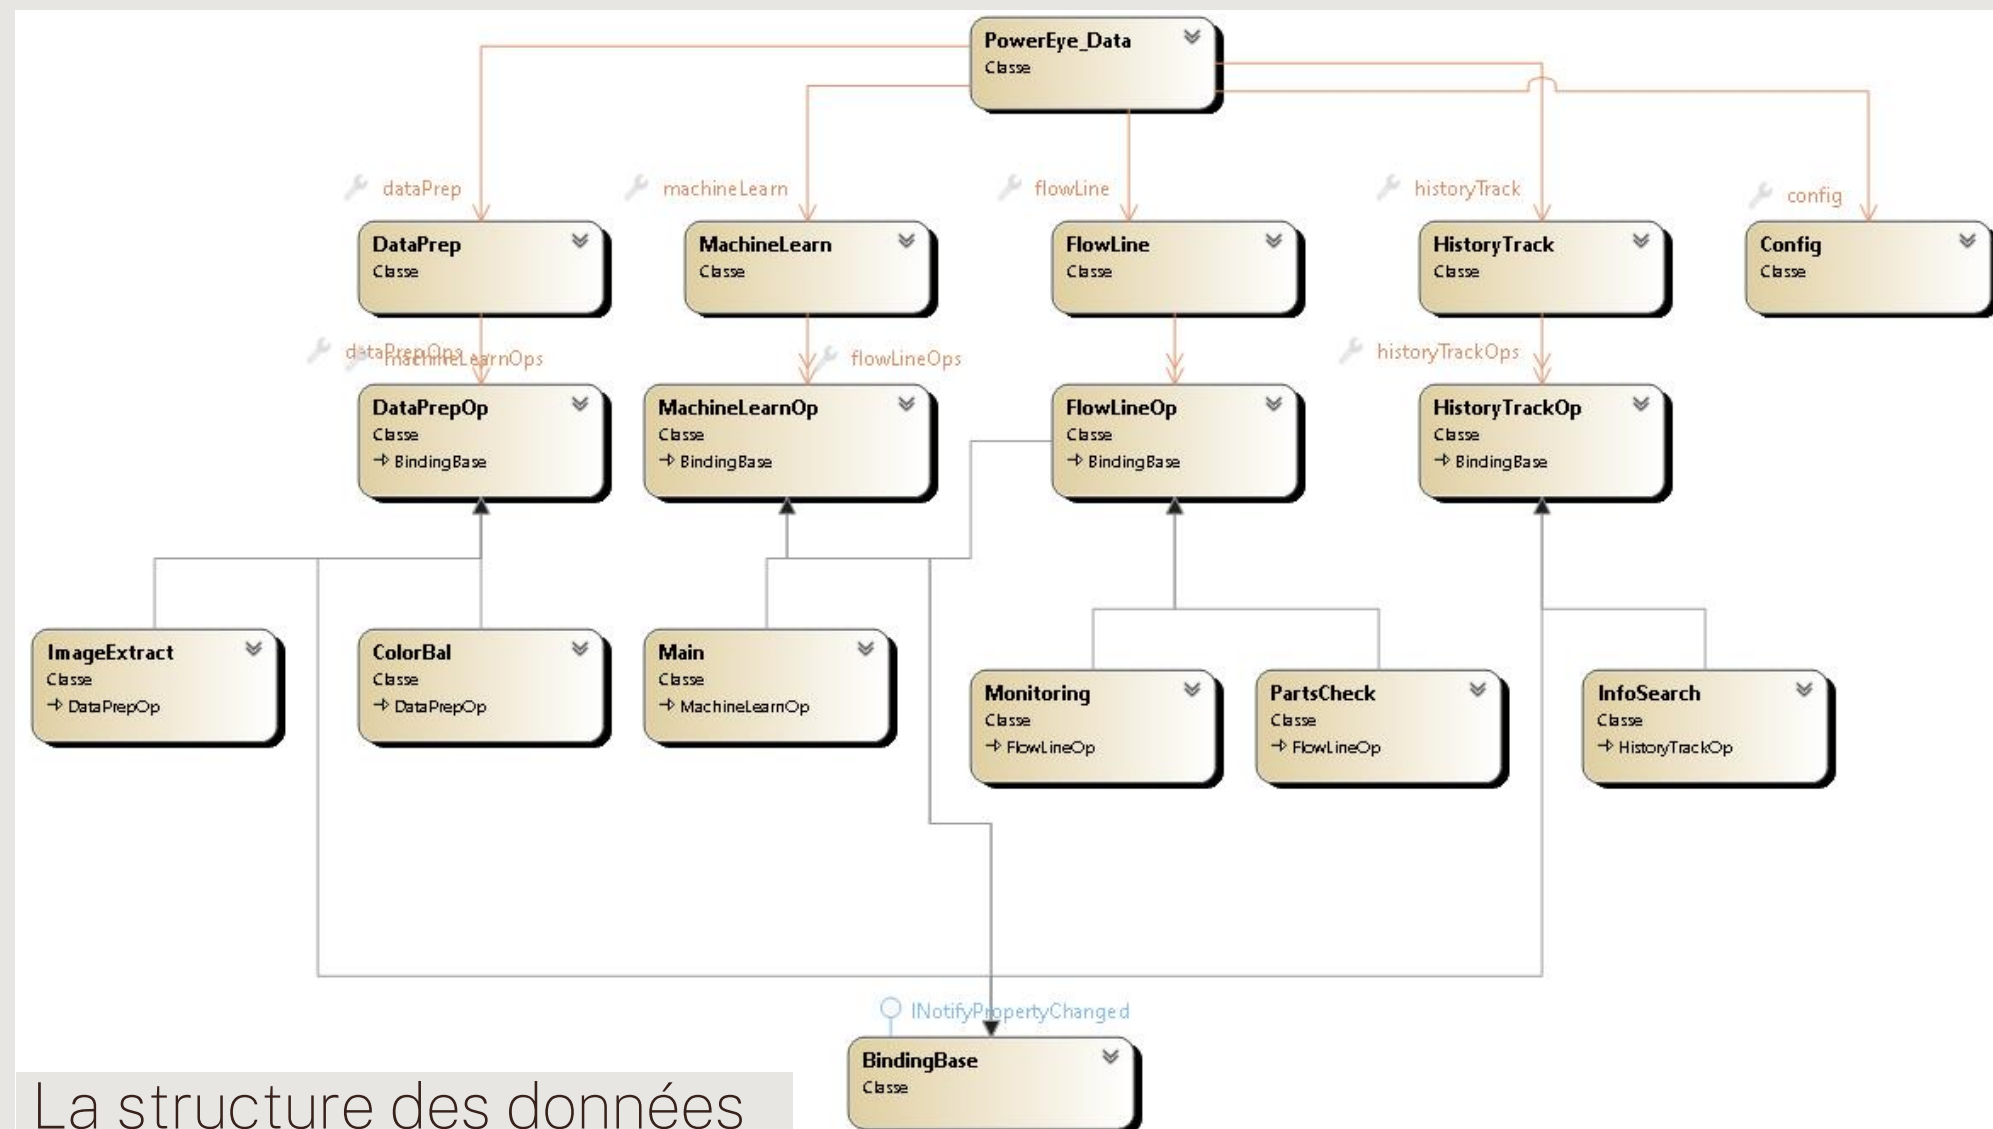 PowerEye_Data
Classe
dataPrep
machineLearn
flowLine
historyTrack
config
DataPrep
Classe
MachineLearn
Classe
FlowLine
Classe
HistoryTrack
Classe
Config
Classe
dataPrepOps
machineLearnOps
flowLineOps
historyTrackOps
DataPrepOp
Classe
BindingBase
MachineLearnOp
Classe
BindingBase
FlowLineOp
Classe
BindingBase
HistoryTrackOp
Classe
BindingBase
ImageExtract
Classe
DataPrepOp
ColorBal
Classe
DataPrepOp
Main
Classe
MachineLearnOp
Monitoring
Classe
FlowLineOp
PartsCheck
Classe
FlowLineOp
InfoSearch
Classe
HistoryTrackOp
INotifyPropertyChanged
BindingBase
Classe
La structure des données